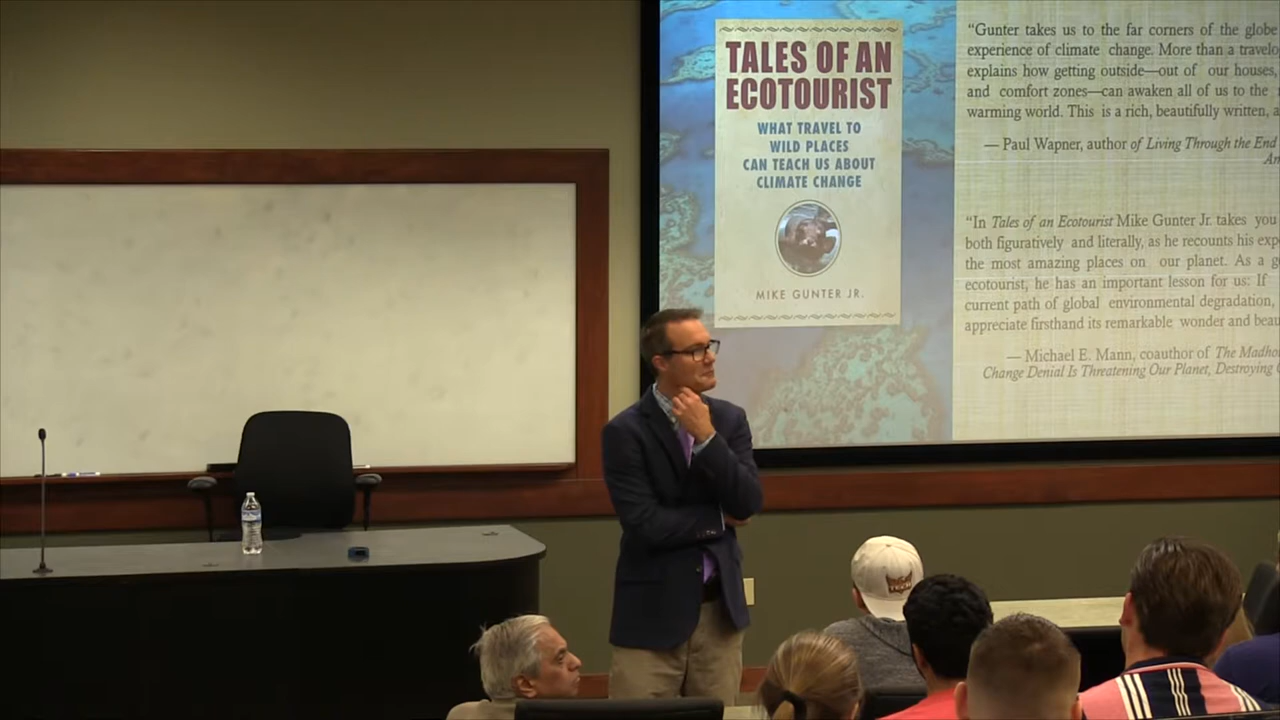 TALES OF AN
ECOTOURIST
WHAT TRAVEL TO
WILD PLACES
CAN TEACH US ABOUT
CLIMATE CHANGE
MIKE GUNTER JR.
“Gunter takes us to the far corners of the globe
experience of climate change. More than a travelo
explains how getting outside—out of our houses,
and comfort zones—can awaken all of us to the
warming world. This is a rich, beautifully written, a
— Paul Wapner, author of Living Through the End
Am
“In Tales of an Ecotourist Mike Gunter Jr. takes you
both figuratively and literally, as he recounts his exp
the most amazing places on our planet. As a g
ecotourist, he has an important lesson for us: If
current path of global environmental degradation,
appreciate firsthand its remarkable wonder and beau
— Michael E. Mann, coauthor of The Madho
Change Denial Is Threatening Our Planet, Destroying